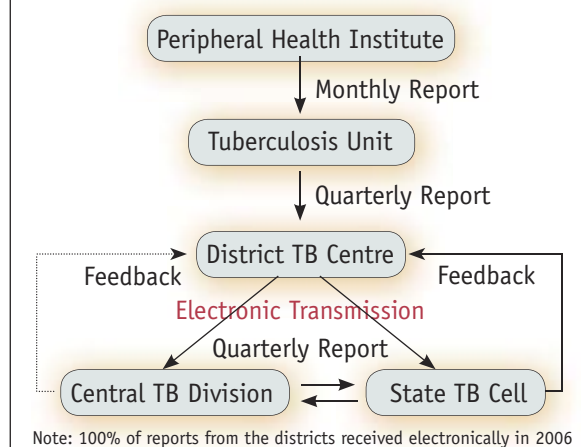 Peripheral Health Institute
Monthly Report
Tuberculosis Unit
Quarterly Report
District TB Centre
Feedback
Feedback
Electronic Transmission
Quarterly Report
Central TB Division
State TB Cell
Note: 100% of reports from the districts received electronically in 2006